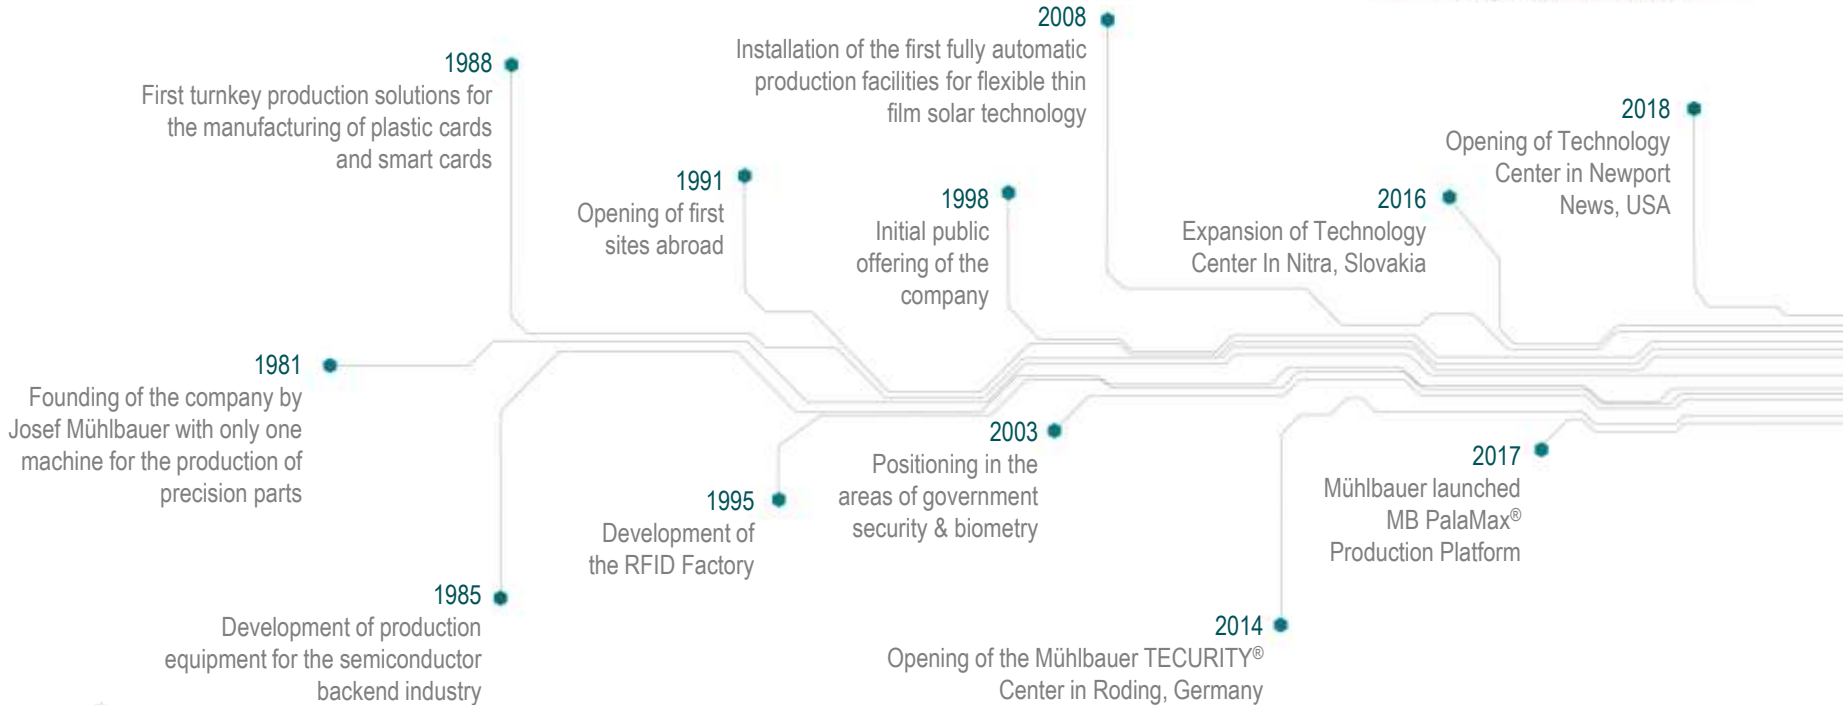 1981
Founding of the company by
Josef Mühlbauer with only one
machine for the production of
precision parts
1985
Development of production
equipment for the semiconductor
backend industry
1988
First turnkey production solutions for
the manufacturing of plastic cards
and smart cards
1991
Opening of first
sites abroad
1995
Development of
the RFID Factory
1998
Initial public
offering of the
company
2003
Positioning in the
areas of government
security & biometry
2008
Installation of the first fully automatic
production facilities for flexible thin
film solar technology
2014
Opening of the Mühlbauer TECURITY®
Center in Roding, Germany
2016
Expansion of Technology
Center In Nitra, Slovakia
2017
Mühlbauer launched
MB PalaMax®
Production Platform
2018
Opening of Technology
Center in Newport
News, USA